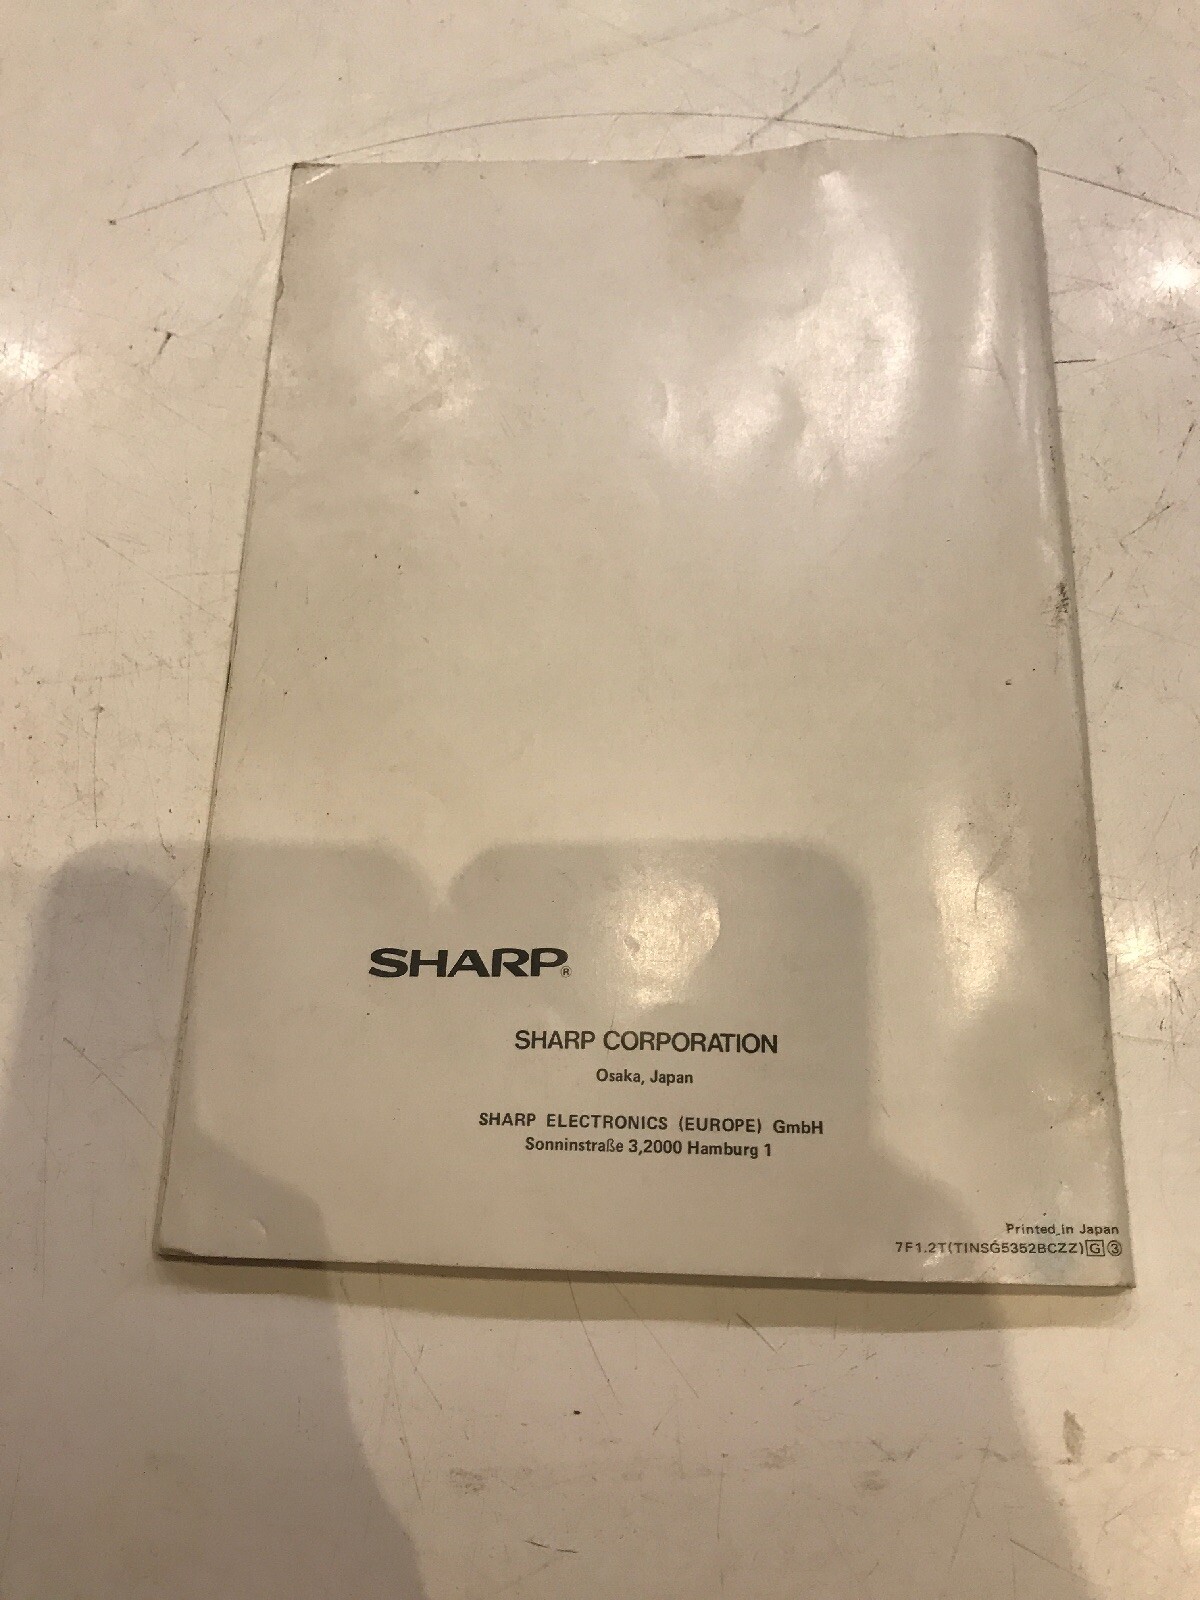 SHARP®
SHARP CORPORATION
Osaka, Japan
SHARP ELECTRONICS (EUROPE) GmbH
Sonninstraße 3,2000 Hamburg 1
Printed in Japan
7F1.2T(TINSG5352BCZZ)🄶③